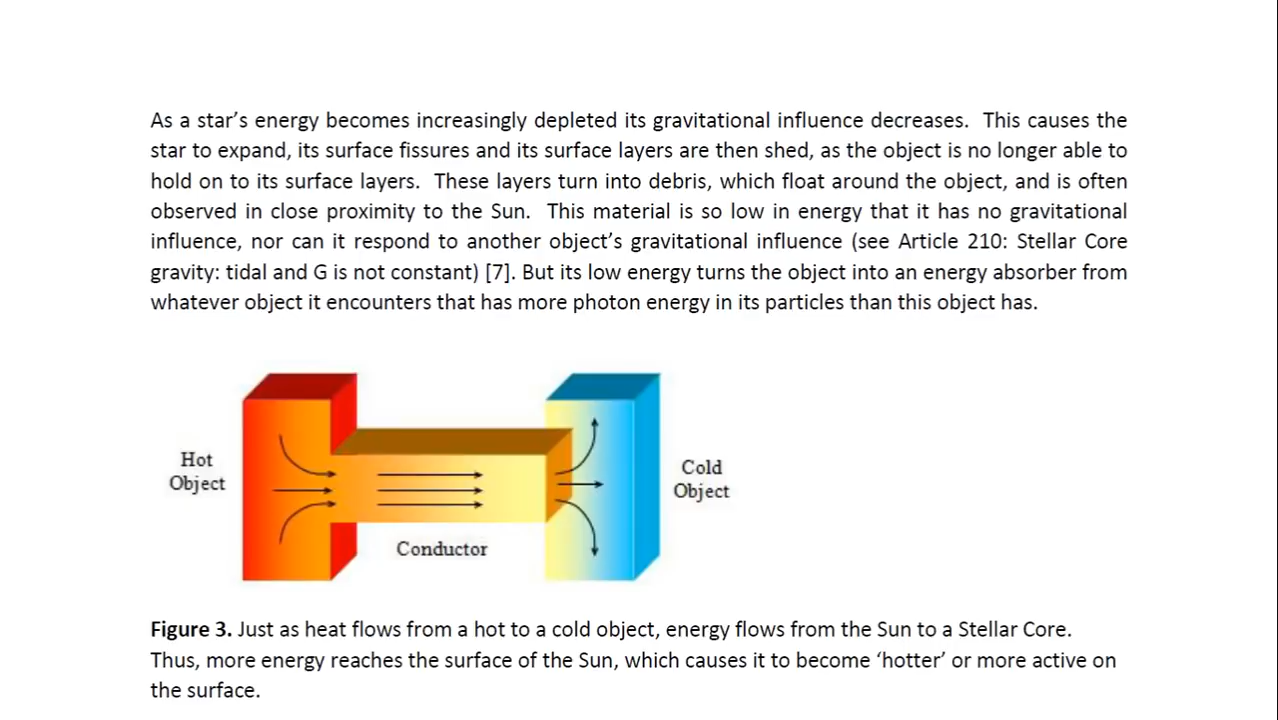 As a star’s energy becomes increasingly depleted its gravitational influence decreases. This causes the
star to expand, its surface fissures and its surface layers are then shed, as the object is no longer able to
hold on to its surface layers. These layers turn into debris, which float around the object, and is often
observed in close proximity to the Sun. This material is so low in energy that it has no gravitational
influence, nor can it respond to another object’s gravitational influence (see Article 210: Stellar Core
gravity: tidal and G is not constant) [7]. But its low energy turns the object into an energy absorber from
whatever object it encounters that has more photon energy in its particles than this object has.
Hot
Object
Conductor
Cold
Object
Figure 3. Just as heat flows from a hot to a cold object, energy flows from the Sun to a Stellar Core.
Thus, more energy reaches the surface of the Sun, which causes it to become ‘hotter’ or more active on
the surface.